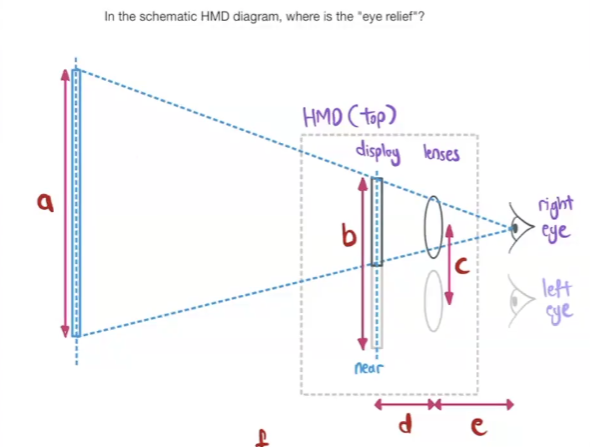 In the schematic HMD diagram, where is the "eye relief"?
HMD (top)
display lenses
a
right
eye
b
c
left
eye
near
d e
f